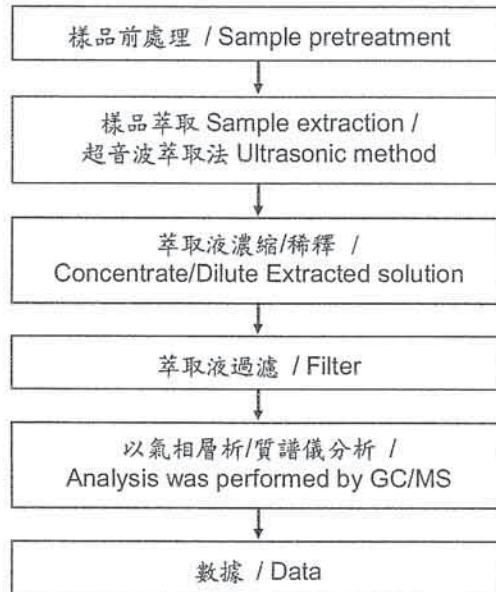 樣品前處理 / Sample pretreatment
樣品萃取 Sample extraction /
超音波萃取法 Ultrasonic method
萃取液濃縮/稀釋 /
Concentrate/Dilute Extracted solution
萃取液過濾 / Filter
以氣相層析/質譜儀分析 /
Analysis was performed by GC/MS
數據 / Data